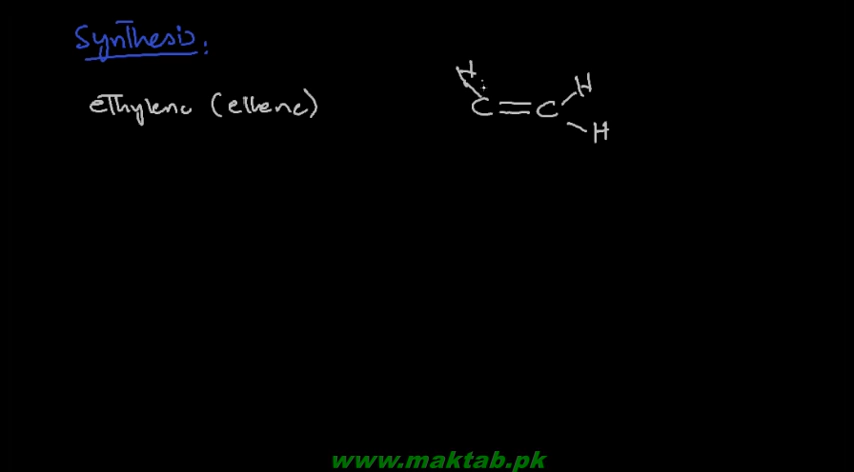 Synthesis:
ethylene (ethene)
H H
C = C
H
www.maktab.pk